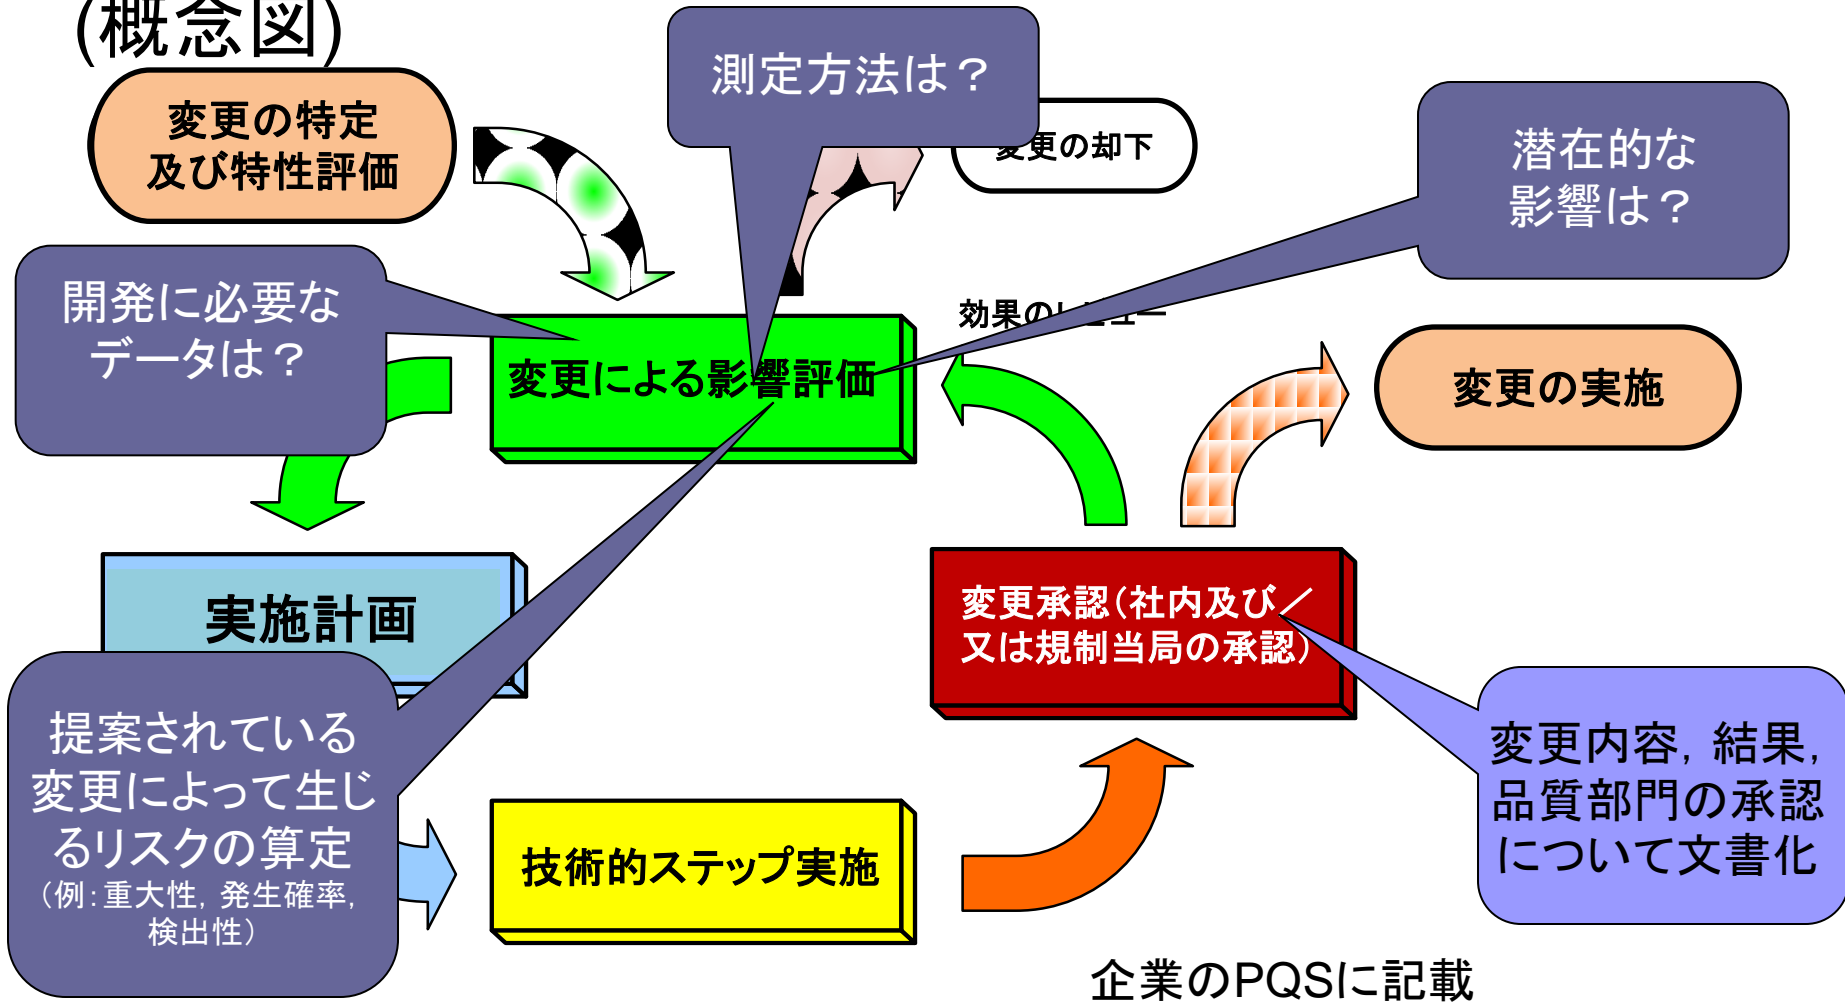 (概念図)
測定方法は？
変更の特定
及び特性評価
変更の却下
潜在的な
影響は？
開発に必要な
データは？
効果のレビュー
変更による影響評価
変更の実施
実施計画
変更承認（社内及び／
又は規制当局の承認）
提案されている
変更によって生じ
るリスクの算定
（例：重大性，発生確率，
検出性）
技術的ステップ実施
変更内容，結果，
品質部門の承認
について文書化
企業のPQSに記載